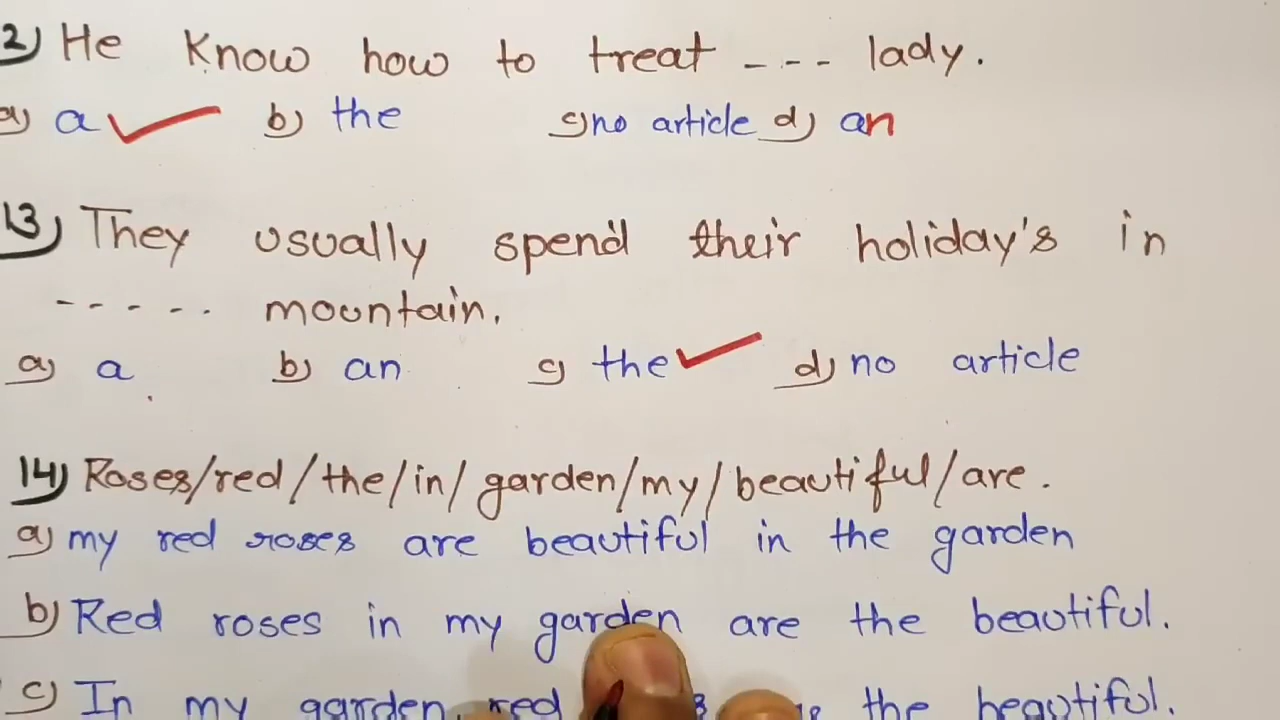 2) He Know how to treat --- lady.
a) a b) the c) no article d) an
13) They usually spend their holiday's in
----- mountain.
a) a b) an c) the d) no article
14) Roses/red/the/in/garden/my/beautiful/are.
a) my red roses are beautiful in the garden
b) Red roses in my garden are the beautiful.
c) In my garden red the beautiful.